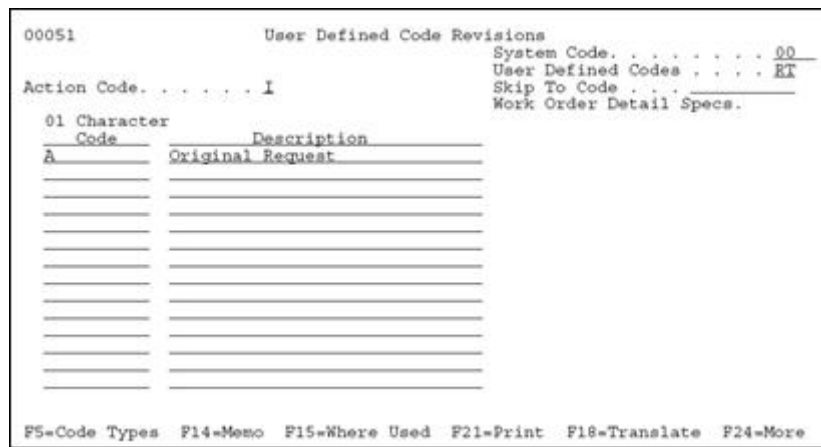 00051 User Defined Code Revisions
System Code. . . . . . . . 00
User Defined Codes . . . . RT
Action Code. . . . . . I
Skip To Code . . .
Work Order Detail Specs.
01 Character
Code Description
A Original Request
F5=Code Types F14=Memo F15=Where Used F21=Print F18=Translate F24=More